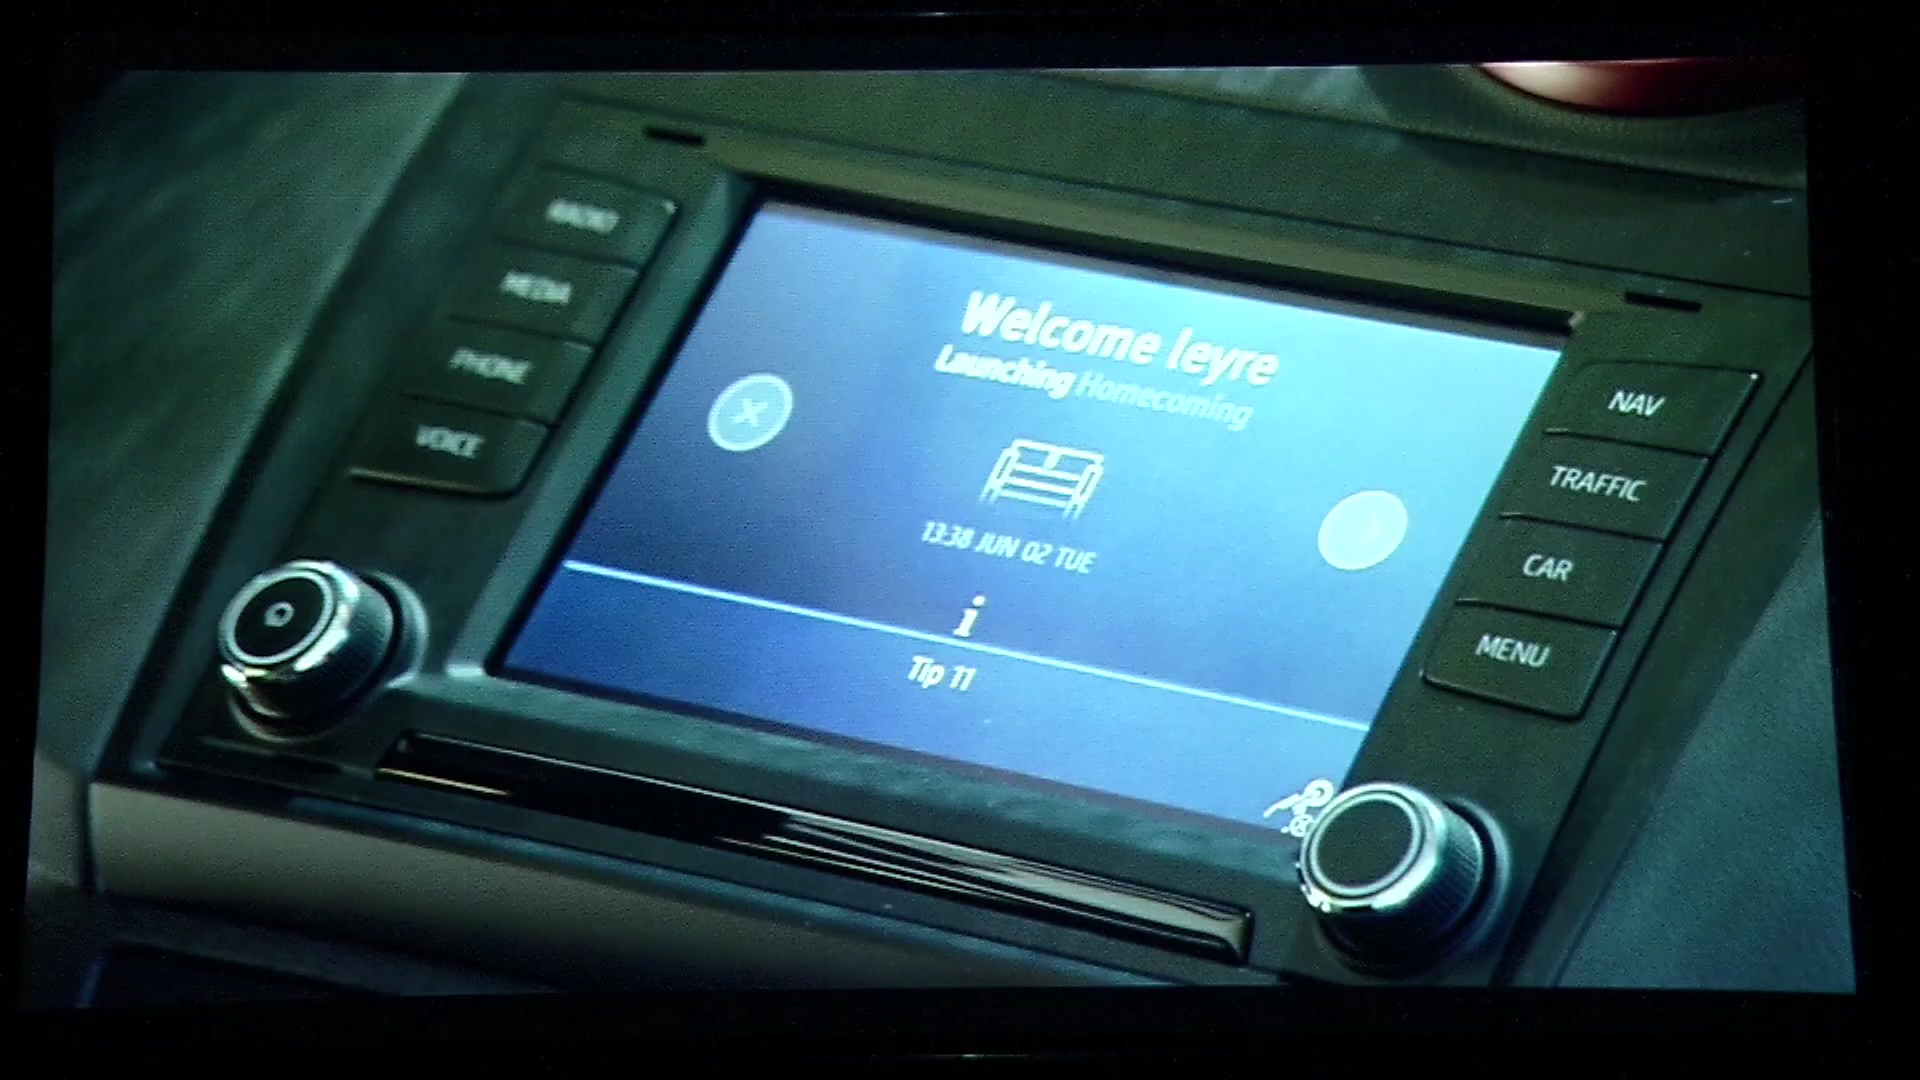 RADIO
MEDIA
PHONE
VOICE
Welcome leyre
Launching Homecoming
13:38 JUN 02 TUE
i
Tip 11
NAV
TRAFFIC
CAR
MENU